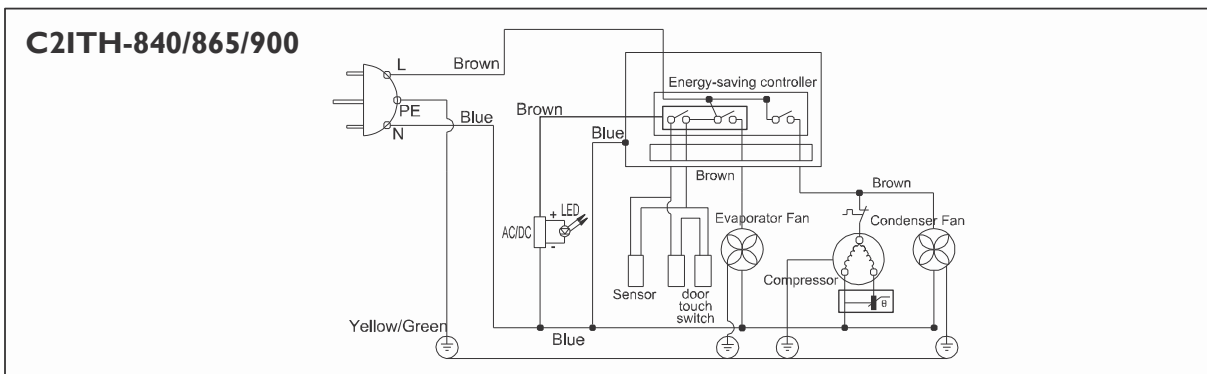 C2ITH-840/865/900
L
Brown
PE
N
Blue
Energy-saving controller
Brown
Blue
Brown
Brown
LED
+
AC/DC
-
Evaporator Fan
Condenser Fan
Compressor
Sensor
door
touch
switch
θ
Yellow/Green
Blue